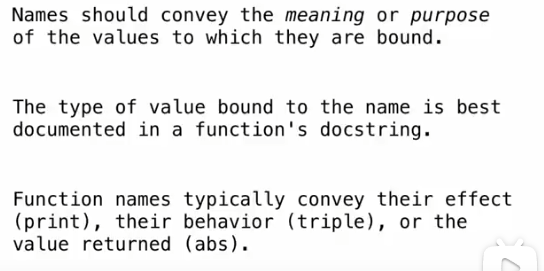 Names should convey the meaning or purpose
of the values to which they are bound.
The type of value bound to the name is best
documented in a function's docstring.
Function names typically convey their effect
(print), their behavior (triple), or the
value returned (abs).